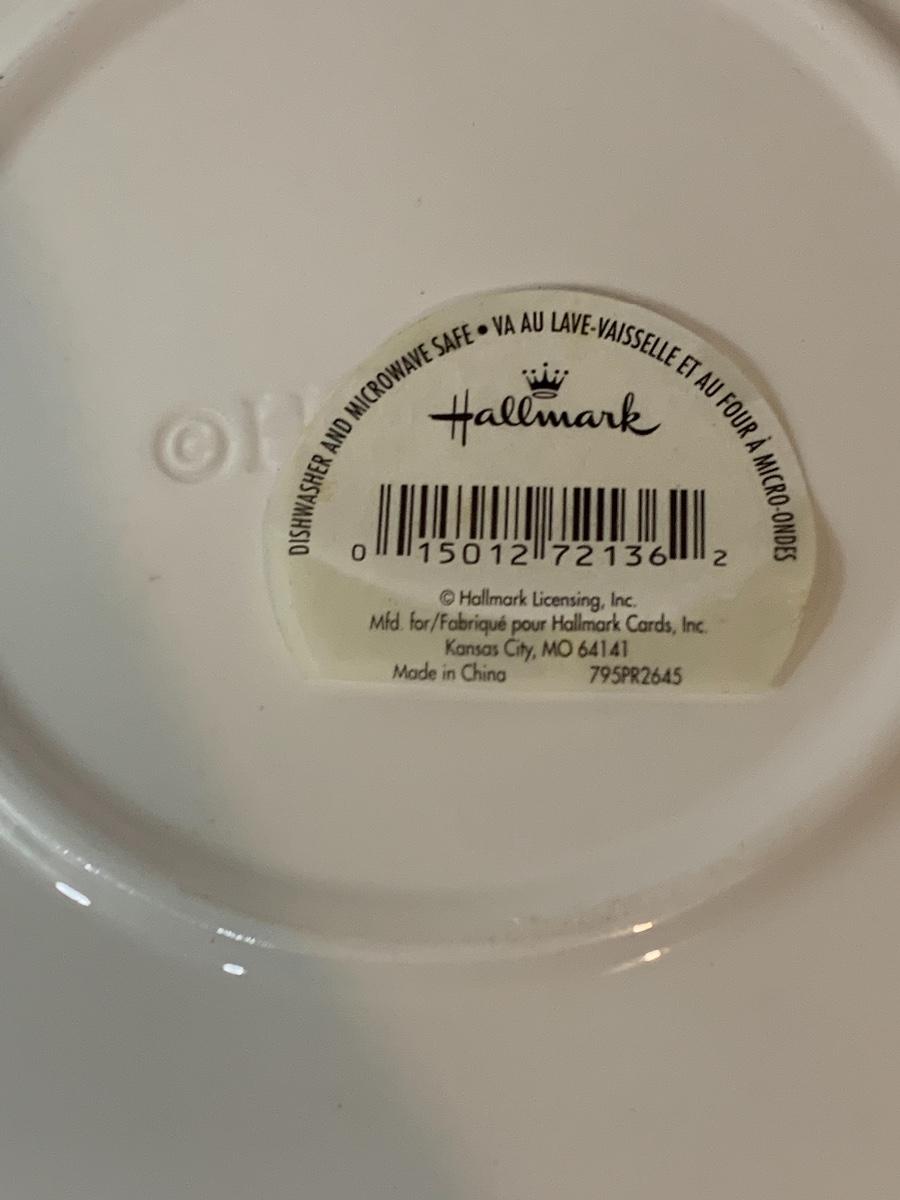 DISHWASHER AND MICROWAVE SAFE • VA AU LAVE-VAISSELLE ET AU FOUR À MICRO-ONDES
Hallmark
0 15012 72136 2
© Hallmark Licensing, Inc.
Mfd. for/Fabriqué pour Hallmark Cards, Inc.
Kansas City, MO 64141
Made in China 795PR2645
©H